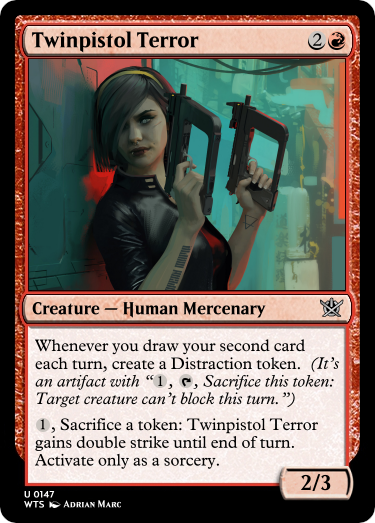 Twinpistol Terror 2
Creature — Human Mercenary
Whenever you draw your second card
each turn, create a Distraction token. (It's
an artifact with “1, , Sacrifice this token:
Target creature can't block this turn.”)
1, Sacrifice a token: Twinpistol Terror
gains double strike until end of turn.
Activate only as a sorcery.
2/3
U 0147
WTS Adrian Marc